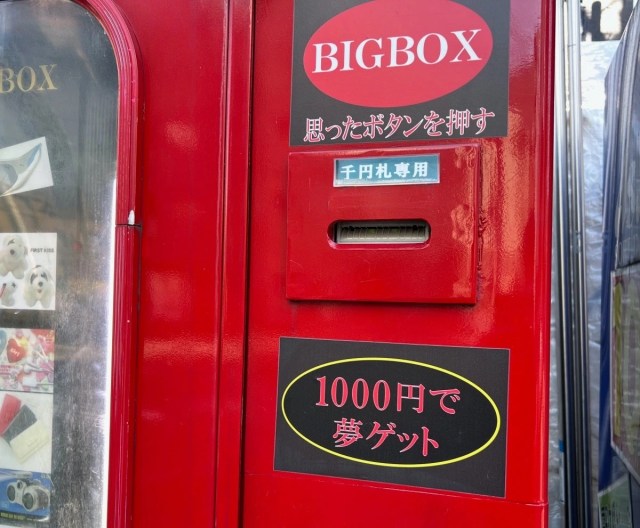 BOX
BIGBOX
思ったボタンを押す
千円札専用
1000円で
夢ゲット